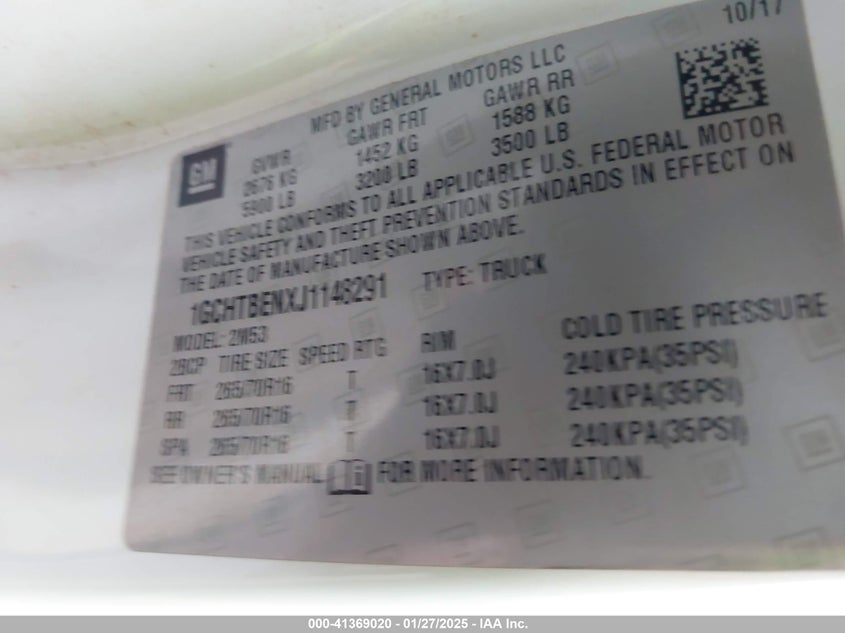 10/17
MFD BY GENERAL MOTORS LLC
GM
GVWR GAWR FRT GAWR RR
2676 KG 1452 KG 1588 KG
5900 LB 3200 LB 3500 LB
THIS VEHICLE CONFORMS TO ALL APPLICABLE U.S. FEDERAL MOTOR
VEHICLE SAFETY AND THEFT PREVENTION STANDARDS IN EFFECT ON
THE DATE OF MANUFACTURE SHOWN ABOVE.
1GCHTBENXJ1148291 TYPE: TRUCK
MODEL: 2M53
2BCP TIRE SIZE SPEED RTG RIM COLD TIRE PRESSURE
FRT 265/70R16 T 16X7.0J 240KPA(35PSI)
RR 265/70R16 T 16X7.0J 240KPA(35PSI)
SPA 265/70R16 T 16X7.0J 240KPA(35PSI)
SEE OWNER'S MANUAL FOR MORE INFORMATION.
000-41369020 - 01/27/2025 - IAA Inc.